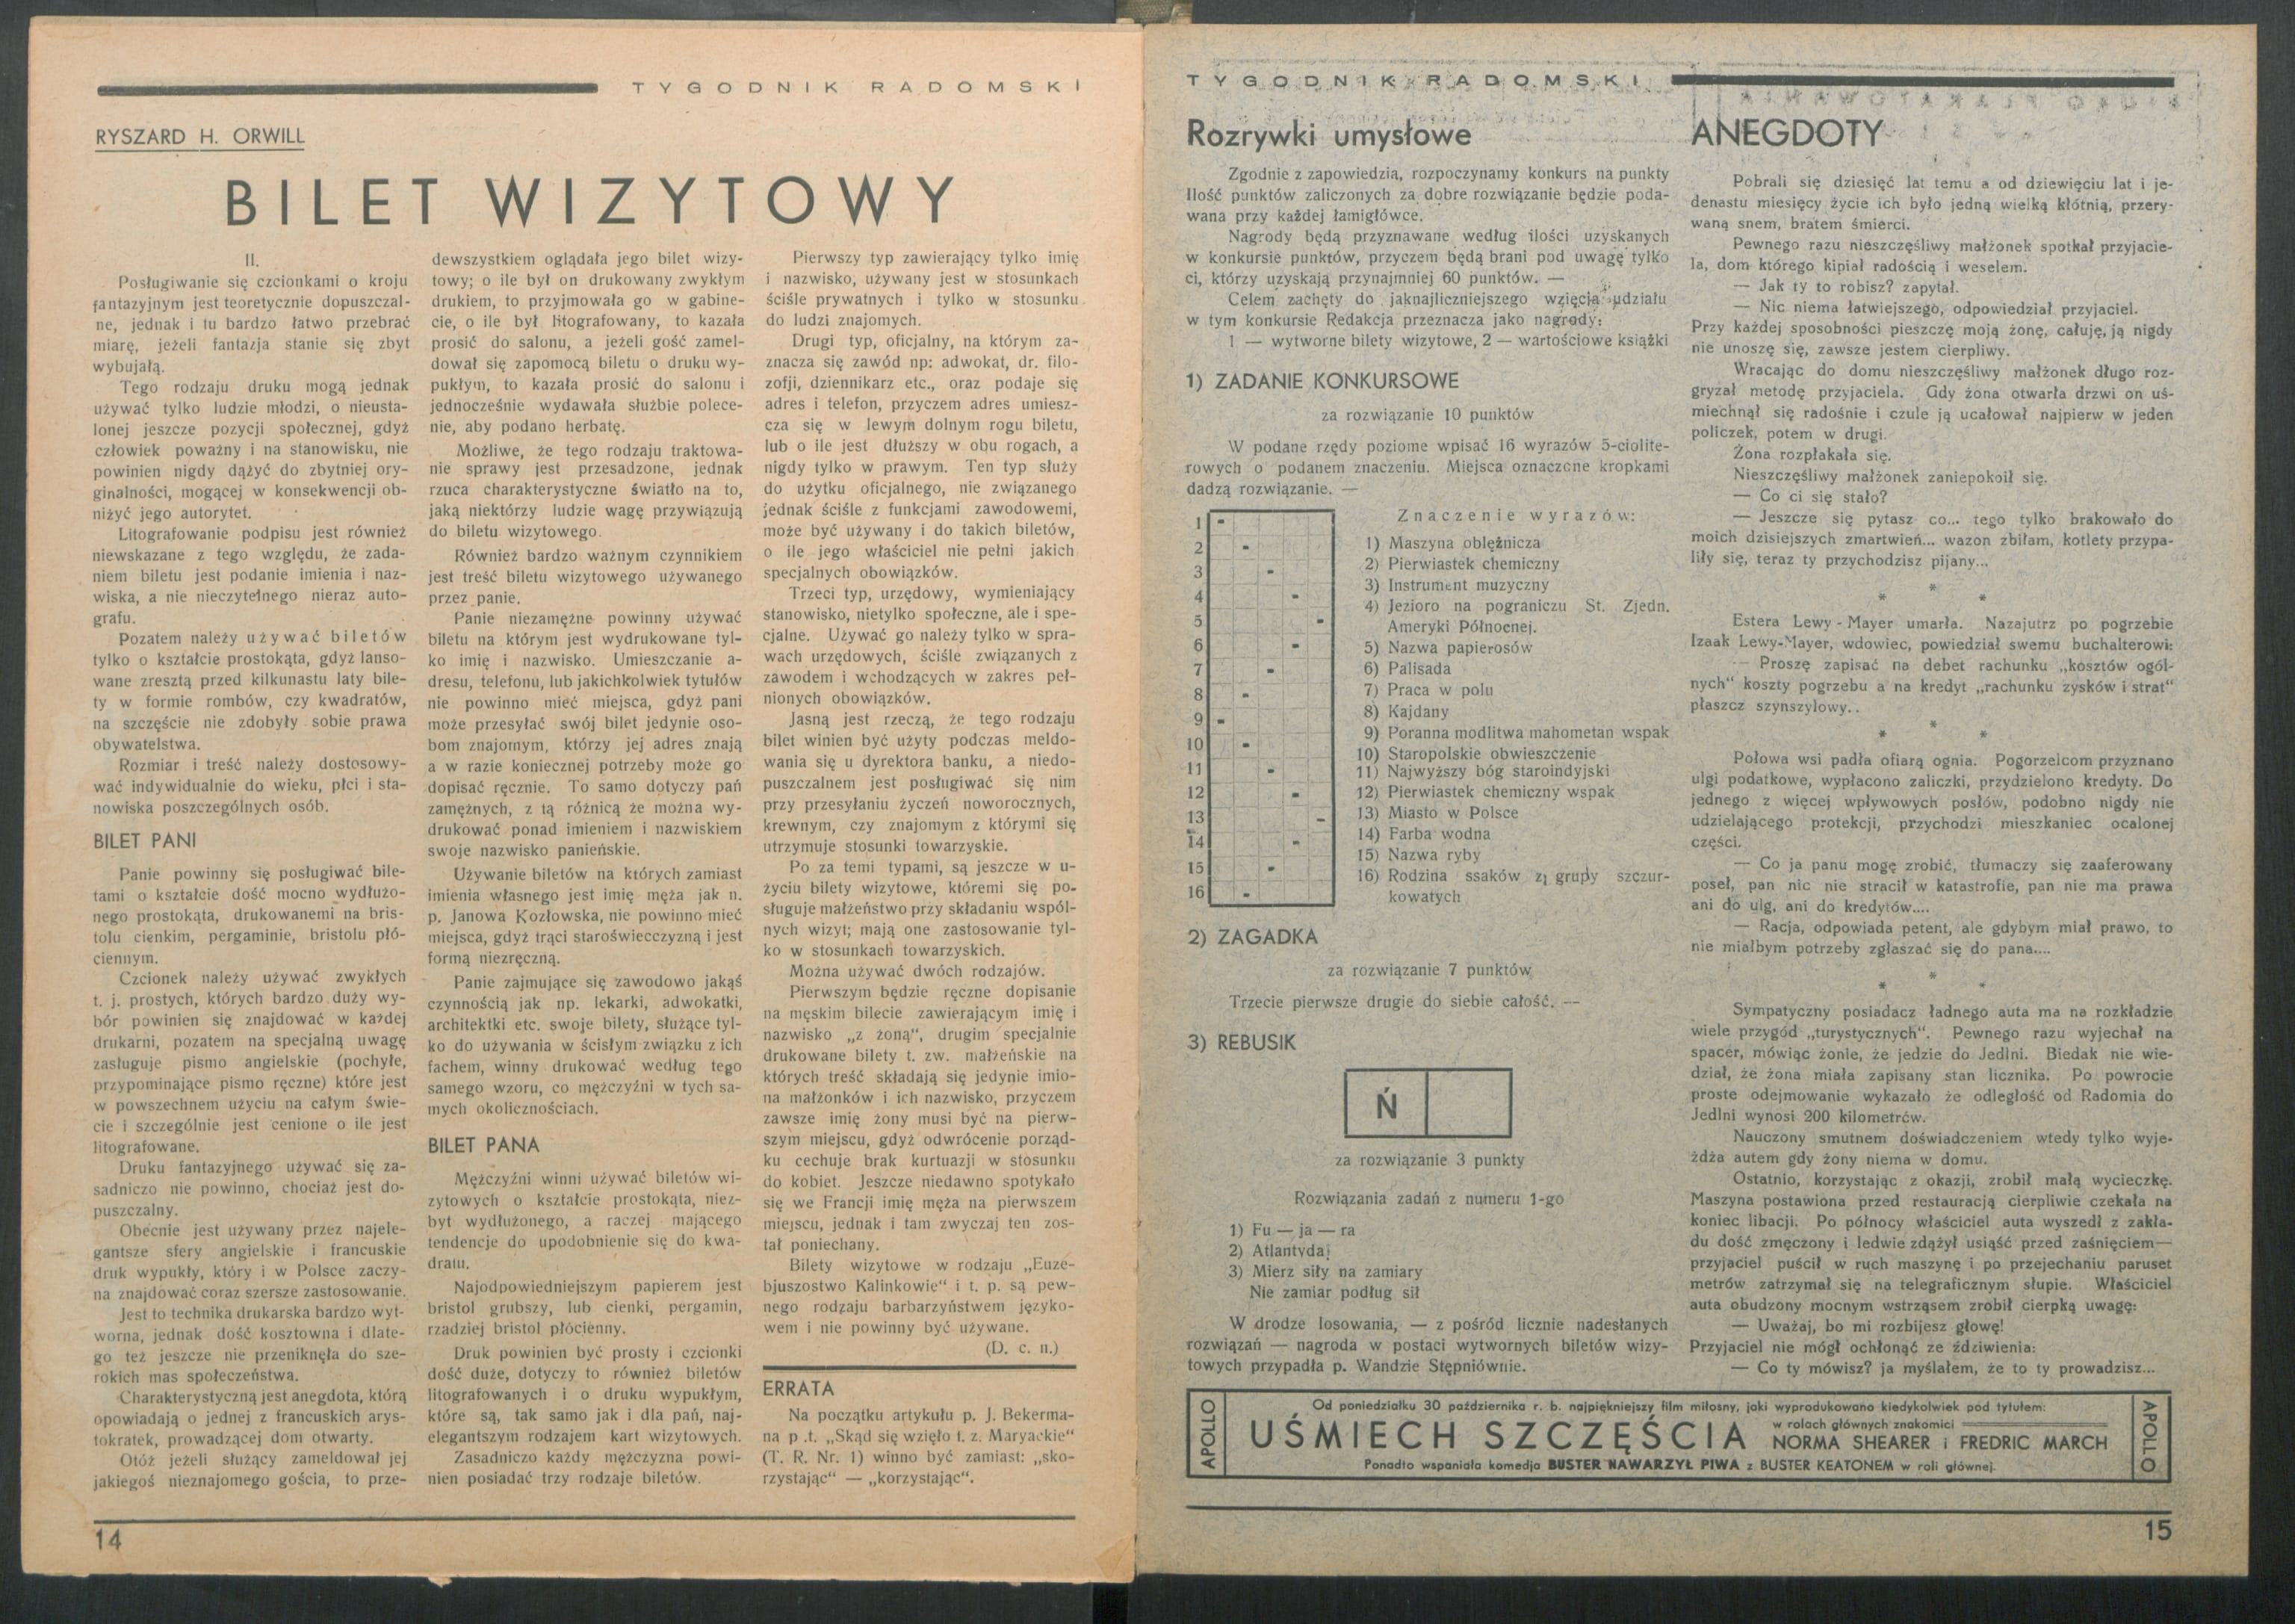 TYGODNIK RADOMSKI
RYSZARD H. ORWILL
BILET WIZYTOWY
II.
Posługiwanie się czcionkami o kroju
fantazyjnym jest teoretycznie dopuszczal-
ne, jednak i tu bardzo łatwo przebrać
miarę, jeżeli fantazja stanie się zbyt
wybujałą.
Tego rodzaju druku mogą jednak
używać tylko ludzie młodzi, o nieusta-
lonej jeszcze pozycji społecznej, gdyż
człowiek poważny i na stanowisku, nie
powinien nigdy dążyć do zbytniej ory-
ginalności, mogącej w konsekwencji ob-
niżyć jego autorytet.
Litografowanie podpisu jest również
niewskazane z tego względu, że zada-
niem biletu jest podanie imienia i naz-
wiska, a nie nieczytelnego nieraz auto-
grafu.
Pozatem należy używać biletów
tylko o kształcie prostokąta, gdyż lanso-
wane zresztą przed kilkunastu laty bile-
ty w formie rombów, czy kwadratów,
na szczęście nie zdobyły sobie prawa
obywatelstwa.
Rozmiar i treść należy dostosowy-
wać indywidualnie do wieku, płci i sta-
nowiska poszczególnych osób.
BILET PANI
Panie powinny się posługiwać bile-
tami o kształcie dość mocno wydłużo-
nego prostokąta, drukowanemi na bris-
tolu cienkim, pergaminie, bristolu płó-
ciennym.
Czcionek należy używać zwykłych
t. j. prostych, których bardzo duży wy-
bór powinien się znajdować w każdej
drukarni, pozatem na specjalną uwagę
zasługuje pismo angielskie (pochyłe,
przypominające pismo ręczne) które jest
w powszechnem użyciu na całym świe-
cie i szczególnie jest cenione o ile jest
litografowane.
Druku fantazyjnego używać się za-
sadniczo nie powinno, chociaż jest do-
puszczalny.
Obecnie jest używany przez najele-
gantsze sfery angielskie i francuskie
druk wypukły, który i w Polsce zaczy-
na znajdować coraz szersze zastosowanie.
Jest to technika drukarska bardzo wyt-
worna, jednak dość kosztowna i dlate-
go też jeszcze nie przeniknęła do sze-
rokich mas społeczeństwa.
Charakterystyczną jest anegdota, którą
opowiadają o jednej z francuskich arys-
tokratek, prowadzącej dom otwarty.
Otóż jeżeli służący zameldował jej
jakiegoś nieznajomego gościa, to prze-
dewszystkiem oglądała jego bilet wizy-
towy; o ile był on drukowany zwykłym
drukiem, to przyjmowała go w gabine-
cie, o ile był litografowany, to kazała
prosić do salonu, a jeżeli gość zamel-
dował się zapomocą biletu o druku wy-
pukłym, to kazała prosić do salonu i
jednocześnie wydawała służbie polece-
nie, aby podano herbatę.
Możliwe, że tego rodzaju traktowa-
nie sprawy jest przesadzone, jednak
rzuca charakterystyczne światło na to,
jaką niektórzy ludzie wagę przywiązują
do biletu wizytowego.
Również bardzo ważnym czynnikiem
jest treść biletu wizytowego używanego
przez panie.
Panie niezamężne powinny używać
biletu na którym jest wydrukowane tyl-
ko imię i nazwisko. Umieszczanie a-
dresu, telefonu, lub jakichkolwiek tytułów
nie powinno mieć miejsca, gdyż pani
może przesyłać swój bilet jedynie oso-
bom znajomym, którzy jej adres znają
a w razie koniecznej potrzeby może go
dopisać ręcznie. To samo dotyczy pań
zamężnych, z tą różnicą że można wy-
drukować ponad imieniem i nazwiskiem
swoje nazwisko panieńskie.
Używanie biletów na których zamiast
imienia własnego jest imię męża jak n.
p. Janowa Kozłowska, nie powinno mieć
miejsca, gdyż trąci staroświecczyzną i jest
formą niezręczną.
Panie zajmujące się zawodowo jakąś
czynnością jak np. lekarki, adwokatki,
architektki etc. swoje bilety, służące tyl-
ko do używania w ścisłym związku z ich
fachem, winny drukować według tego
samego wzoru, co mężczyźni w tych sa-
mych okolicznościach.
BILET PANA
Mężczyźni winni używać biletów wi-
zytowych o kształcie prostokąta, niez-
byt wydłużonego, a raczej mającego
tendencje do upodobnienie się do kwa-
dratu.
Najodpowiedniejszym papierem jest
bristol grubszy, lub cienki, pergamin,
rzadziej bristol płócienny.
Druk powinien być prosty i czcionki
dość duże, dotyczy to również biletów
litografowanych i o druku wypukłym,
które są, tak samo jak i dla pań, naj-
elegantszym rodzajem kart wizytowych.
Zasadniczo każdy mężczyzna powi-
nien posiadać trzy rodzaje biletów.
Pierwszy typ zawierający tylko imię
i nazwisko, używany jest w stosunkach
ściśle prywatnych i tylko w stosunku
do ludzi znajomych.
Drugi typ, oficjalny, na którym za-
znacza się zawód np: adwokat, dr. filo-
zofji, dziennikarz etc., oraz podaje się
adres i telefon, przyczem adres umiesz-
cza się w lewym dolnym rogu biletu,
lub o ile jest dłuższy w obu rogach, a
nigdy tylko w prawym. Ten typ służy
do użytku oficjalnego, nie związanego
jednak ściśle z funkcjami zawodowemi,
może być używany i do takich biletów,
o ile jego właściciel nie pełni jakich
specjalnych obowiązków.
Trzeci typ, urzędowy, wymieniający
stanowisko, nietylko społeczne, ale i spe-
cjalne. Używać go należy tylko w spra-
wach urzędowych, ściśle związanych z
zawodem i wchodzących w zakres peł-
nionych obowiązków.
Jasną jest rzeczą, że tego rodzaju
bilet winien być użyty podczas meldo-
wania się u dyrektora banku, a niedo-
puszczalnem jest posługiwać się nim
przy przesyłaniu życzeń noworocznych,
krewnym, czy znajomym z którymi się
utrzymuje stosunki towarzyskie.
Po za temi typami, są jeszcze w u-
życiu bilety wizytowe, któremi się po-
sługuje małżeństwo przy składaniu wspól-
nych wizyt; mają one zastosowanie tyl-
ko w stosunkach towarzyskich.
Można używać dwóch rodzajów.
Pierwszym będzie ręczne dopisanie
na męskim bilecie zawierającym imię i
nazwisko „z żoną“, drugim specjalnie
drukowane bilety t. zw. małżeńskie na
których treść składają się jedynie imio-
na małżonków i ich nazwisko, przyczem
zawsze imię żony musi być na pierw-
szym miejscu, gdyż odwrócenie porząd-
ku cechuje brak kurtuazji w stosunku
do kobiet. Jeszcze niedawno spotykało
się we Francji imię męża na pierwszem
miejscu, jednak i tam zwyczaj ten zos-
tał poniechany.
Bilety wizytowe w rodzaju „Euze-
bjuszostwo Kalinkowie“ i t. p. są pew-
nego rodzaju barbarzyństwem języko-
wem i nie powinny być używane.
(D. c. n.)
ERRATA
Na początku artykułu p. J. Bekerma-
na p .t. „Skąd się wzięło t. z. Maryackie“
(T. R. Nr. 1) winno być zamiast: „sko-
rzystając“ — „korzystając“.
14
TYGODNIK RADOMSKI
Rozrywki umysłowe
Zgodnie z zapowiedzią, rozpoczynamy konkurs na punkty
Ilość punktów zaliczonych za dobre rozwiązanie będzie poda-
wana przy każdej łamigłówce.
Nagrody będą przyznawane według ilości uzyskanych
w konkursie punktów, przyczem będą brani pod uwagę tylko
ci, którzy uzyskają przynajmniej 60 punktów. —
Celem zachęty do jaknajliczniejszego wzięcia udziału
w tym konkursie Redakcja przeznacza jako nagrody:
1 — wytworne bilety wizytowe, 2 — wartościowe książki
1) ZADANIE KONKURSOWE
za rozwiązanie 10 punktów
W podane rzędy poziome wpisać 16 wyrazów 5-ciolite-
rowych o podanem znaczeniu. Miejsca oznaczone kropkami
dadzą rozwiązanie. —
1
2
3
4
5
6
7
8
9
10
11
12
13
14
15
16
Znaczenie wyrazów:
1) Maszyna oblężnicza
2) Pierwiastek chemiczny
3) Instrument muzyczny
4) Jezioro na pograniczu St. Zjedn.
Ameryki Północnej.
5) Nazwa papierosów
6) Palisada
7) Praca w polu
8) Kajdany
9) Poranna modlitwa mahometan wspak
10) Staropolskie obwieszczenie
11) Najwyższy bóg staroindyjski
12) Pierwiastek chemiczny wspak
13) Miasto w Polsce
14) Farba wodna
15) Nazwa ryby
16) Rodzina ssaków z grupy szczur-
kowatych
2) ZAGADKA
za rozwiązanie 7 punktów
Trzecie pierwsze drugie do siebie całość. —
3) REBUSIK
Ń
za rozwiązanie 3 punkty
Rozwiązania zadań z numeru 1-go
1) Fu — ja — ra
2) Atlantyda
3) Mierz siły na zamiary
Nie zamiar podług sił
W drodze losowania, — z pośród licznie nadesłanych
rozwiązań — nagroda w postaci wytwornych biletów wizy-
towych przypadła p. Wandzie Stępniównie.
ANEGDOTY
Pobrali się dziesięć lat temu a od dziewięciu lat i je-
denastu miesięcy życie ich było jedną wielką kłótnią, przery-
waną snem, bratem śmierci.
Pewnego razu nieszczęśliwy małżonek spotkał przyjacie-
la, dom którego kipiał radością i weselem.
— Jak ty to robisz? zapytał.
— Nic niema łatwiejszego, odpowiedział przyjaciel.
Przy każdej sposobności pieszczę moją żonę, całuję, ją nigdy
nie unoszę się, zawsze jestem cierpliwy.
Wracając do domu nieszczęśliwy małżonek długo roz-
gryzał metodę przyjaciela. Gdy żona otwarła drzwi on uś-
miechnął się radośnie i czule ją ucałował najpierw w jeden
policzek, potem w drugi.
Żona rozpłakała się.
Nieszczęśliwy małżonek zaniepokoił się.
— Co ci się stało?
— Jeszcze się pytasz co... tego tylko brakowało do
moich dzisiejszych zmartwień... wazon zbiłam, kotlety przypa-
liły się, teraz ty przychodzisz pijany...
* * *
Estera Lewy - Mayer umarła. Nazajutrz po pogrzebie
Izaak Lewy-Mayer, wdowiec, powiedział swemu buchalterowi:
— Proszę zapisać na debet rachunku „kosztów ogól-
nych“ koszty pogrzebu a na kredyt „rachunku zysków i strat“
płaszcz szynszylowy..
* * *
Połowa wsi padła ofiarą ognia. Pogorzelcom przyznano
ulgi podatkowe, wypłacono zaliczki, przydzielono kredyty. Do
jednego z więcej wpływowych posłów, podobno nigdy nie
udzielającego protekcji, przychodzi mieszkaniec ocalonej
części.
— Co ja panu mogę zrobić, tłumaczy się zaaferowany
poseł, pan nic nie stracił w katastrofie, pan nie ma prawa
ani do ulg, ani do kredytów....
— Racja, odpowiada petent, ale gdybym miał prawo, to
nie miałbym potrzeby zgłaszać się do pana....
* * *
Sympatyczny posiadacz ładnego auta ma na rozkładzie
wiele przygód „turystycznych“. Pewnego razu wyjechał na
spacer, mówiąc żonie, że jedzie do Jedlni. Biedak nie wie-
dział, że żona miała zapisany stan licznika. Po powrocie
proste odejmowanie wykazało że odległość od Radomia do
Jedlni wynosi 200 kilometrów.
Nauczony smutnem doświadczeniem wtedy tylko wyje-
żdża autem gdy żony niema w domu.
Ostatnio, korzystając z okazji, zrobił małą wycieczkę.
Maszyna postawiona przed restauracją cierpliwie czekała na
koniec libacji. Po północy właściciel auta wyszedł z zakła-
du dość zmęczony i ledwie zdążył usiąść przed zaśnięciem—
przyjaciel puścił w ruch maszynę i po przejechaniu paruset
metrów zatrzymał się na telegraficznym słupie. Właściciel
auta obudzony mocnym wstrząsem zrobił cierpką uwagę:
— Uważaj, bo mi rozbijesz głowę!
Przyjaciel nie mógł ochłonąć ze ździwienia:
— Co ty mówisz? ja myślałem, że to ty prowadzisz...
APOLLO
Od poniedziałku 30 października r. b. najpiękniejszy film miłosny, jaki wyprodukowano kiedykolwiek pod tytułem:
UŚMIECH SZCZĘŚCIA
w rolach głównych znakomici
NORMA SHEARER i FREDRIC MARCH
Ponadto wspaniała komedja BUSTER NAWARZYŁ PIWA z BUSTER KEATONEM w roli głównej.
APOLLO
15